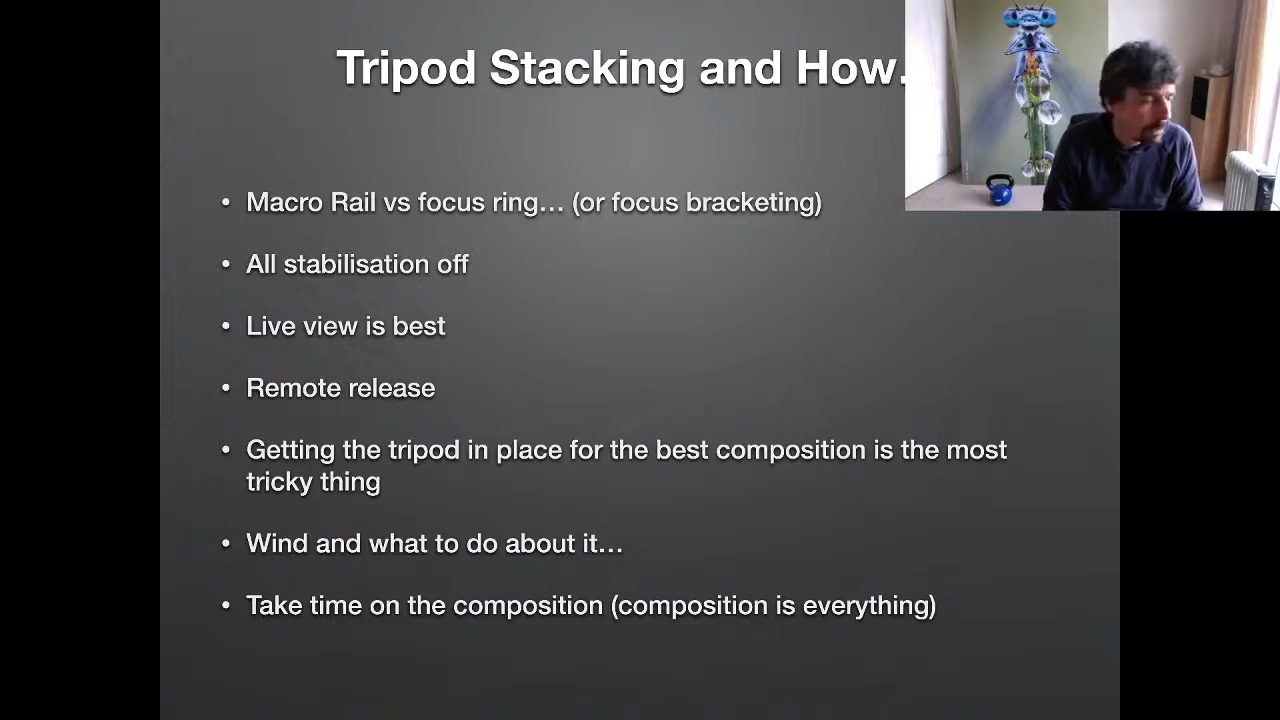 Tripod Stacking and How.
• Macro Rail vs focus ring… (or focus bracketing)
• All stabilisation off
• Live view is best
• Remote release
• Getting the tripod in place for the best composition is the most
tricky thing
• Wind and what to do about it…
• Take time on the composition (composition is everything)